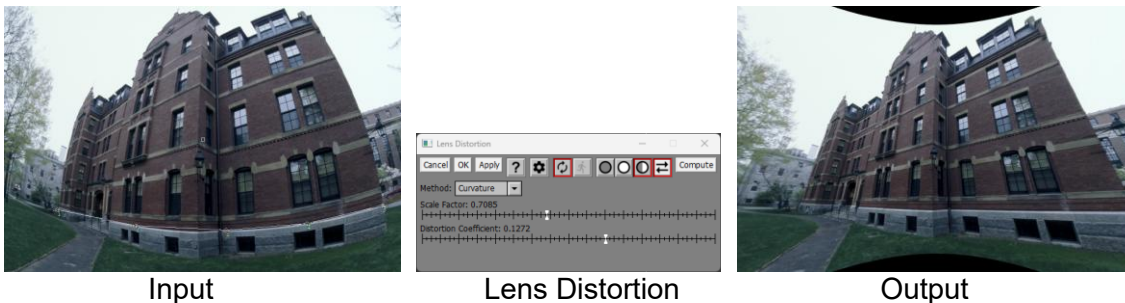 Lens Distortion
Cancel OK Apply ? Compute
Method: Curvature
Scale Factor: 0.7085
Distortion Coefficient: 0.1272
Input Lens Distortion Output